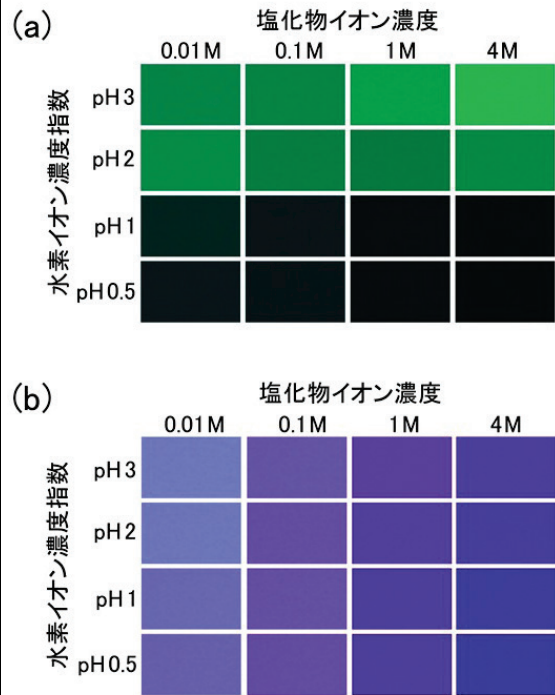 (a)
塩化物イオン濃度
0.01M 0.1M 1M 4M
水素イオン濃度指数
pH3
pH2
pH1
pH0.5
(b)
塩化物イオン濃度
0.01M 0.1M 1M 4M
水素イオン濃度指数
pH3
pH2
pH1
pH0.5